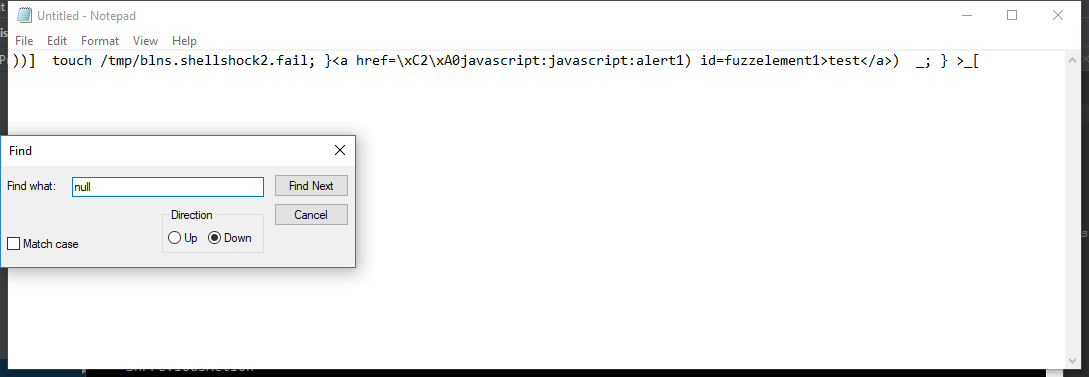 Untitled - Notepad
File Edit Format View Help
))]  touch /tmp/blns.shellshock2.fail; }<a href=\xC2\xA0javascript:javascript:alert1) id=fuzzelement1>test</a>)  _; } >_[
Find
Find what: null Find Next
Direction Cancel
Up Down
Match case